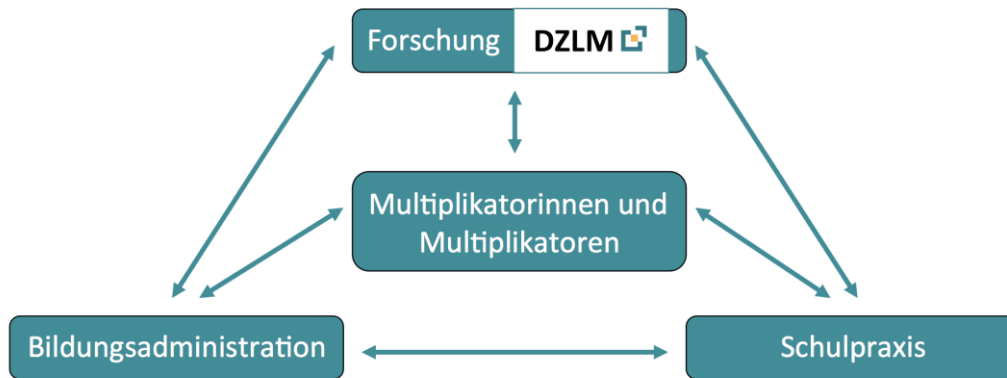 Forschung DZLM
Multiplikatorinnen und
Multiplikatoren
Bildungsadministration
Schulpraxis